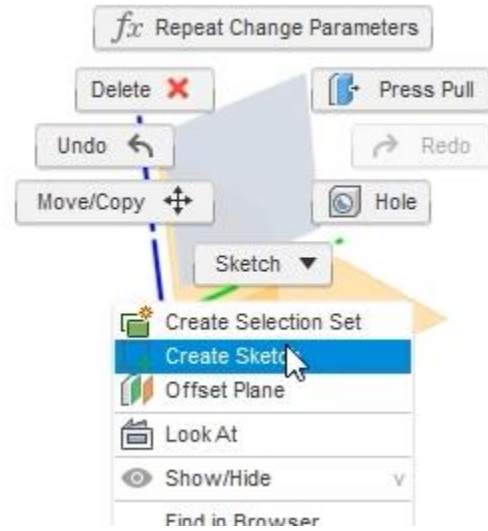 fx Repeat Change Parameters
Delete
Press Pull
Undo
Redo
Move/Copy
Hole
Sketch
Create Selection Set
Create Sketch
Offset Plane
Look At
Show/Hide V
Find in Browser